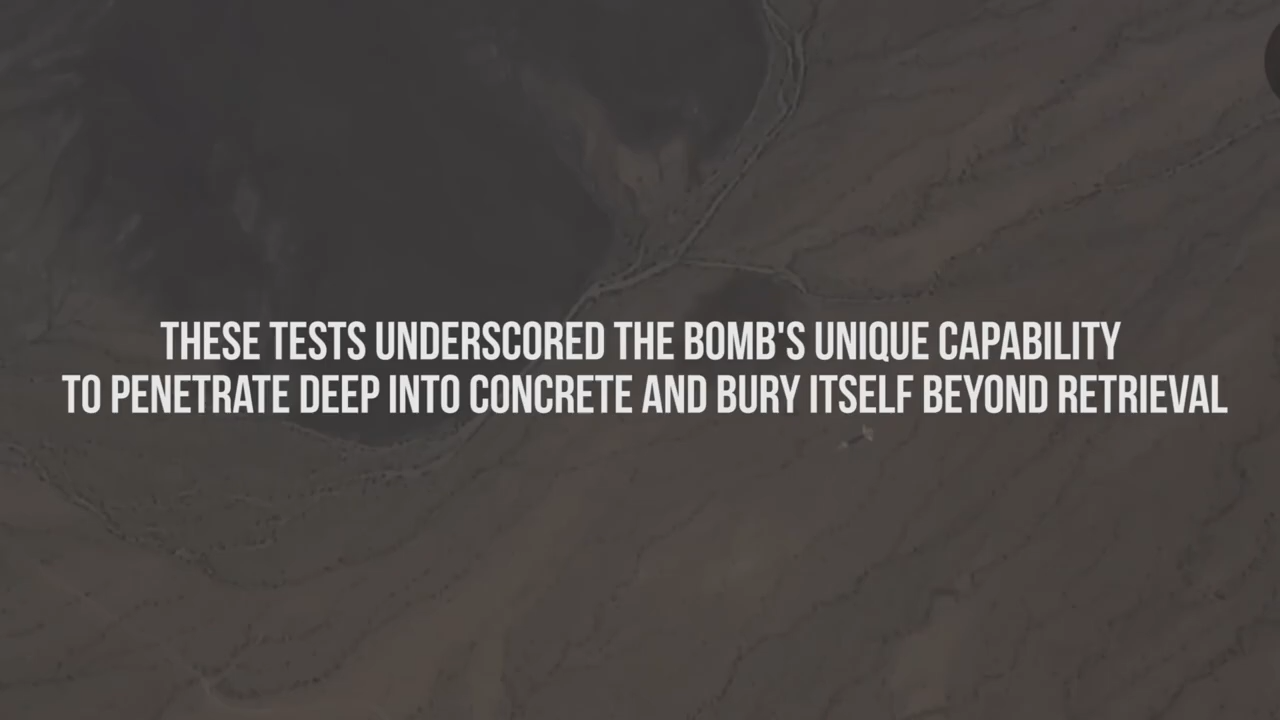 THESE TESTS UNDERSCORED THE BOMB'S UNIQUE CAPABILITY
TO PENETRATE DEEP INTO CONCRETE AND BURY ITSELF BEYOND RETRIEVAL